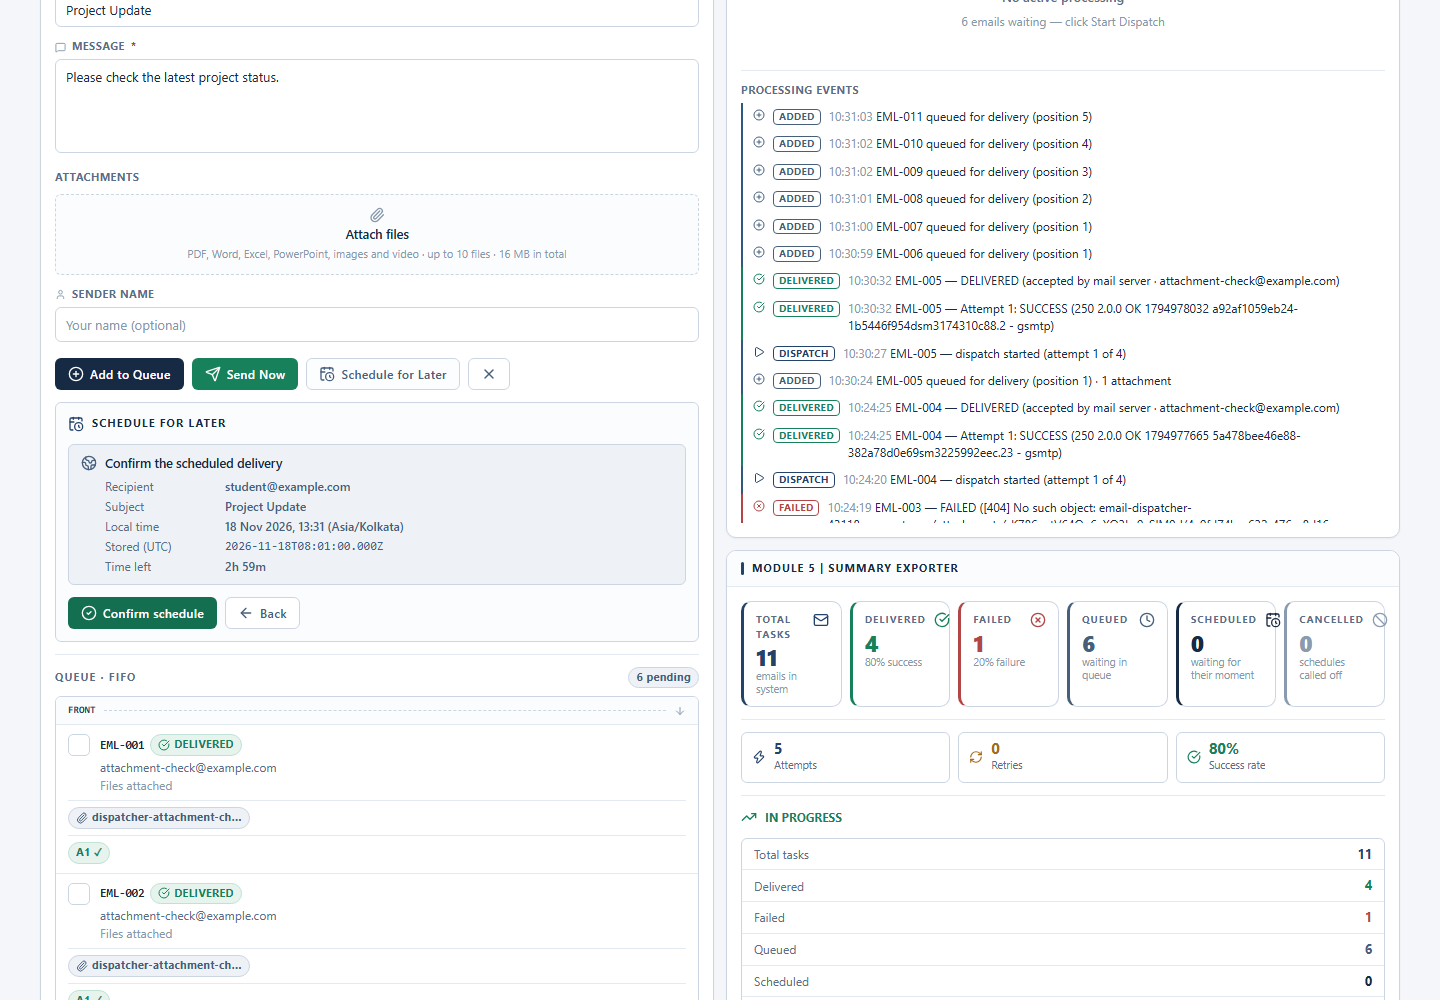 Project Update
MESSAGE *
Please check the latest project status.
ATTACHMENTS
Attach files
PDF, Word, Excel, PowerPoint, images and video · up to 10 files · 16 MB in total
SENDER NAME
Your name (optional)
Add to Queue
Send Now
Schedule for Later
SCHEDULE FOR LATER
Confirm the scheduled delivery
Recipient student@example.com
Subject Project Update
Local time 18 Nov 2026, 13:31 (Asia/Kolkata)
Stored (UTC) 2026-11-18T08:01:00.000Z
Time left 2h 59m
Confirm schedule
Back
QUEUE · FIFO
6 pending
FRONT
EML-001 DELIVERED
attachment-check@example.com
Files attached
dispatcher-attachment-ch...
A1 ✓
EML-002 DELIVERED
attachment-check@example.com
Files attached
dispatcher-attachment-ch...
A1 ✓
No active processing
6 emails waiting — click Start Dispatch
PROCESSING EVENTS
ADDED 10:31:03 EML-011 queued for delivery (position 5)
ADDED 10:31:02 EML-010 queued for delivery (position 4)
ADDED 10:31:02 EML-009 queued for delivery (position 3)
ADDED 10:31:01 EML-008 queued for delivery (position 2)
ADDED 10:31:00 EML-007 queued for delivery (position 1)
ADDED 10:30:59 EML-006 queued for delivery (position 1)
DELIVERED 10:30:32 EML-005 — DELIVERED (accepted by mail server · attachment-check@example.com)
DELIVERED 10:30:32 EML-005 — Attempt 1: SUCCESS (250 2.0.0 OK 1794978032 a92af1059eb24-
1b5446f954dsm3174310c88.2 - gsmtp)
DISPATCH 10:30:27 EML-005 — dispatch started (attempt 1 of 4)
ADDED 10:30:24 EML-005 queued for delivery (position 1) · 1 attachment
DELIVERED 10:24:25 EML-004 — DELIVERED (accepted by mail server · attachment-check@example.com)
DELIVERED 10:24:25 EML-004 — Attempt 1: SUCCESS (250 2.0.0 OK 1794977665 5a478bee46e88-
382a78d0e69sm3225992eec.23 - gsmtp)
DISPATCH 10:24:20 EML-004 — dispatch started (attempt 1 of 4)
FAILED 10:24:19 EML-003 — FAILED ([404] No such object: email-dispatcher-
MODULE 5 | SUMMARY EXPORTER
TOTAL TASKS
11
emails in system
DELIVERED
4
80% success
FAILED
1
20% failure
QUEUED
6
waiting in queue
SCHEDULED
0
waiting for their moment
CANCELLED
0
schedules called off
5
Attempts
0
Retries
80%
Success rate
IN PROGRESS
Total tasks 11
Delivered 4
Failed 1
Queued 6
Scheduled 0